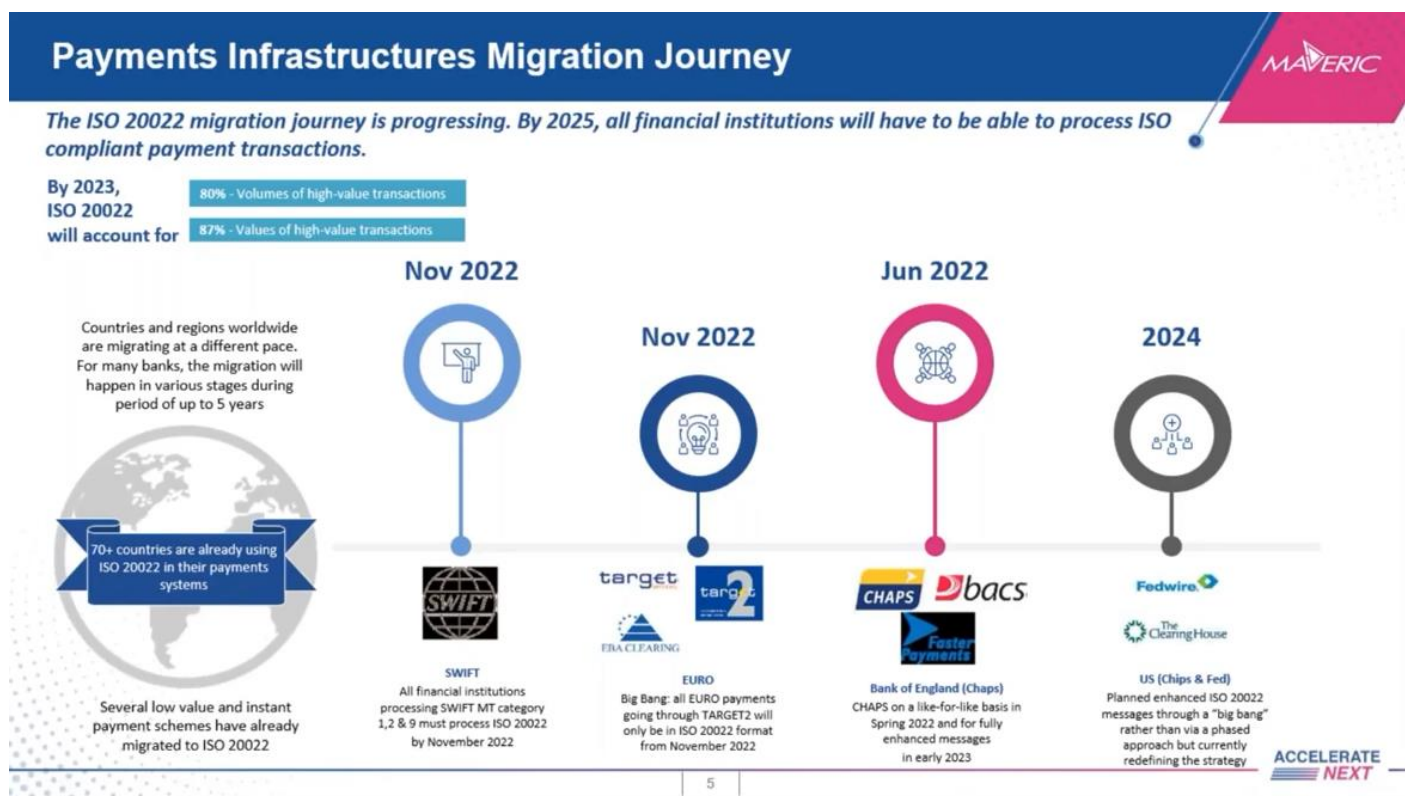 Payments Infrastructures Migration Journey
MAVERIC
The ISO 20022 migration journey is progressing. By 2025, all financial institutions will have to be able to process ISO
compliant payment transactions.
By 2023,
ISO 20022
will account for
80% - Volumes of high-value transactions
87% - Values of high-value transactions
Countries and regions worldwide
are migrating at a different pace.
For many banks, the migration will
happen in various stages during
period of up to 5 years
70+ countries are already using
ISO 20022 in their payments
systems
Several low value and instant
payment schemes have already
migrated to ISO 20022
Nov 2022
SWIFT
SWIFT
All financial institutions
processing SWIFT MT category
1,2 & 9 must process ISO 20022
by November 2022
Nov 2022
target
target
2
EBA CLEARING
EURO
Big Bang: all EURO payments
going through TARGET2 will
only be in ISO 20022 format
from November 2022
Jun 2022
CHAPS
bacs
Faster
Payments
Bank of England (Chaps)
CHAPS on a like-for-like basis in
Spring 2022 and for fully
enhanced messages
in early 2023
2024
Fedwire
The
Clearing House
US (Chips & Fed)
Planned enhanced ISO 20022
messages through a “big bang”
rather than via a phased
approach but currently
redefining the strategy
ACCELERATE
NEXT
5